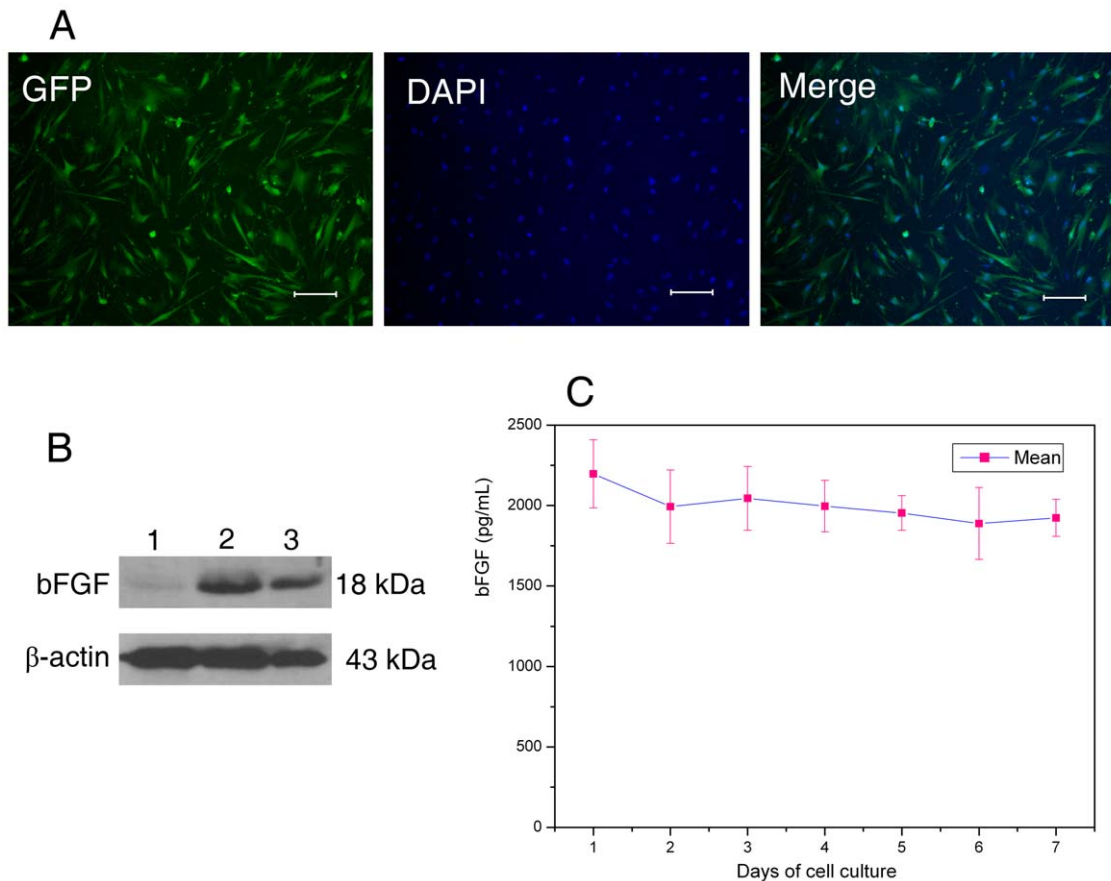 A
GFP
DAPI
Merge
B
1 2 3
bFGF 18 kDa
β-actin 43 kDa
C
2500
2000
1500
1000
500
0
bFGF (pg/mL)
Mean
1 2 3 4 5 6 7
Days of cell culture